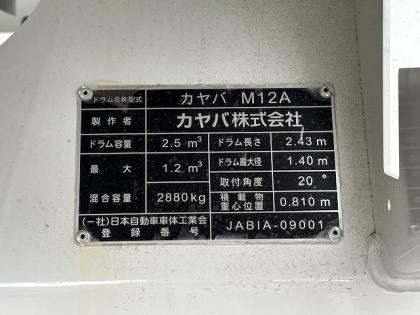 ドラム名称型式 カヤバ M12A
製作者 カヤバ株式会社
ドラム容量 2.5 m³ ドラム長さ 2.43 m
最大 1.2 m³ ドラム最大径 1.40 m
混合容量 2880kg 取付角度 20°
積載物重心位置 0.810 m
(一社)日本自動車車体工業会
登録番号 JABIA-09001